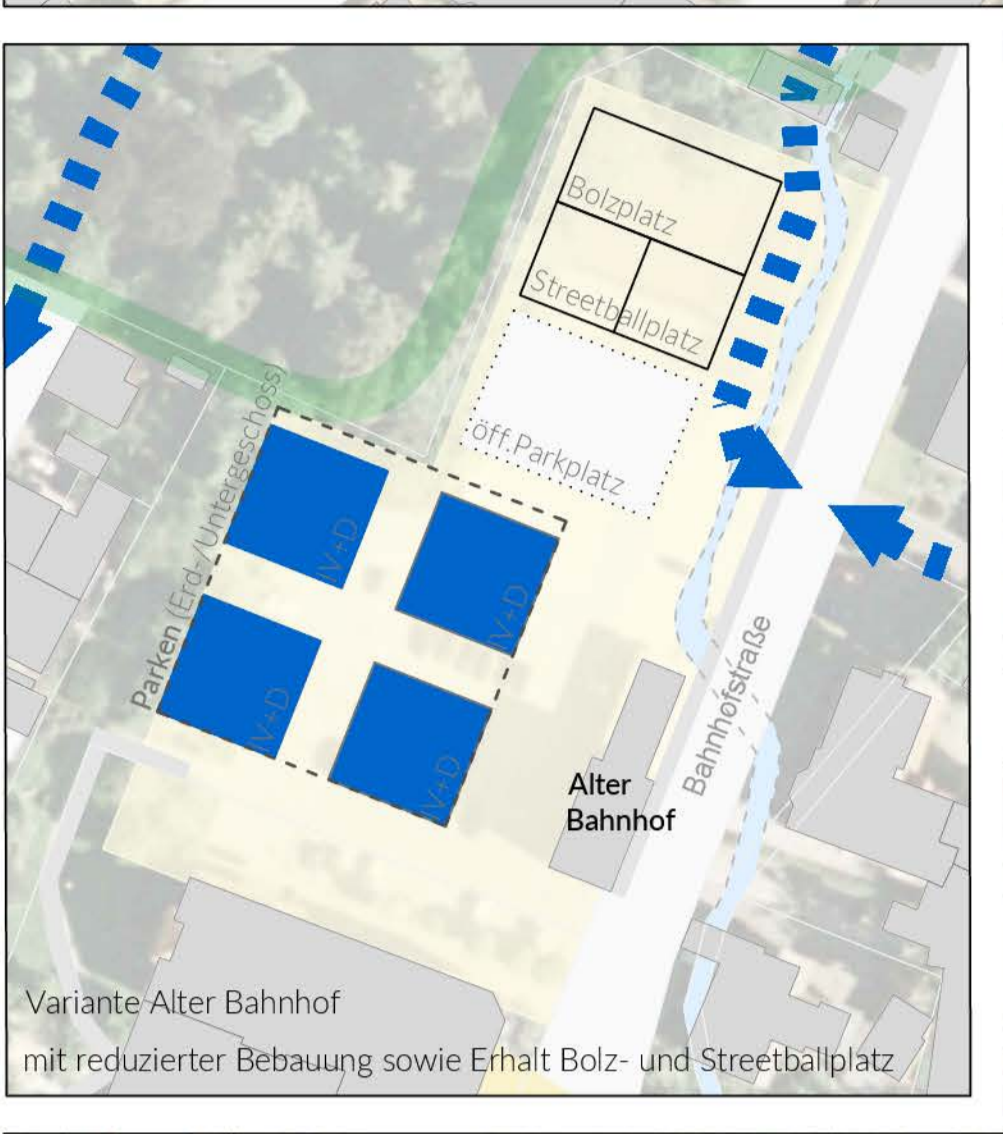 Bolzplatz
Streetballplatz
öff.Parkplatz
Parken (Erd-/Untergeschoss)
IV+D
IV+D
IV+D
IV+D
Alter
Bahnhof
Bahnhofstraße
Variante Alter Bahnhof
mit reduzierter Bebauung sowie Erhalt Bolz- und Streetballplatz